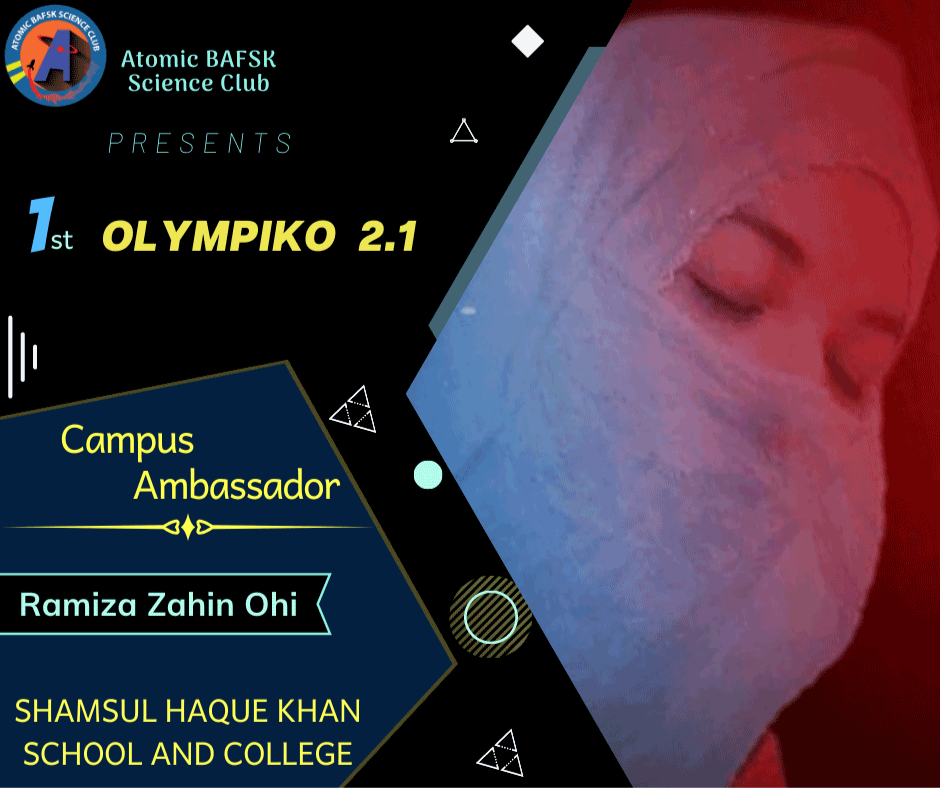 ATOMIC BAFSK SCIENCE CLUB
A
Atomic BAFSK
Science Club
PRESENTS
1st OLYMPIKO 2.1
Campus
Ambassador
Ramiza Zahin Ohi
SHAMSUL HAQUE KHAN
SCHOOL AND COLLEGE